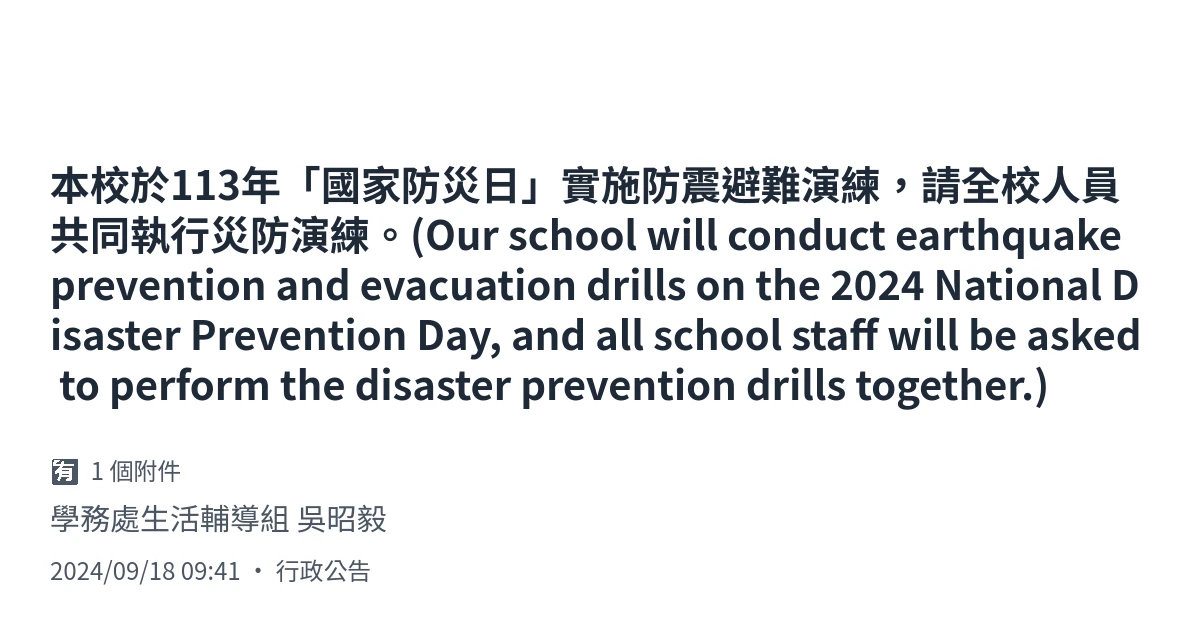 本校於113年「國家防災日」實施防震避難演練，請全校人員
共同執行災防演練。(Our school will conduct earthquake
prevention and evacuation drills on the 2024 National D
isaster Prevention Day, and all school staff will be asked
to perform the disaster prevention drills together.)
🈶 1 個附件
學務處生活輔導組 吳昭毅
2024/09/18 09:41 • 行政公告